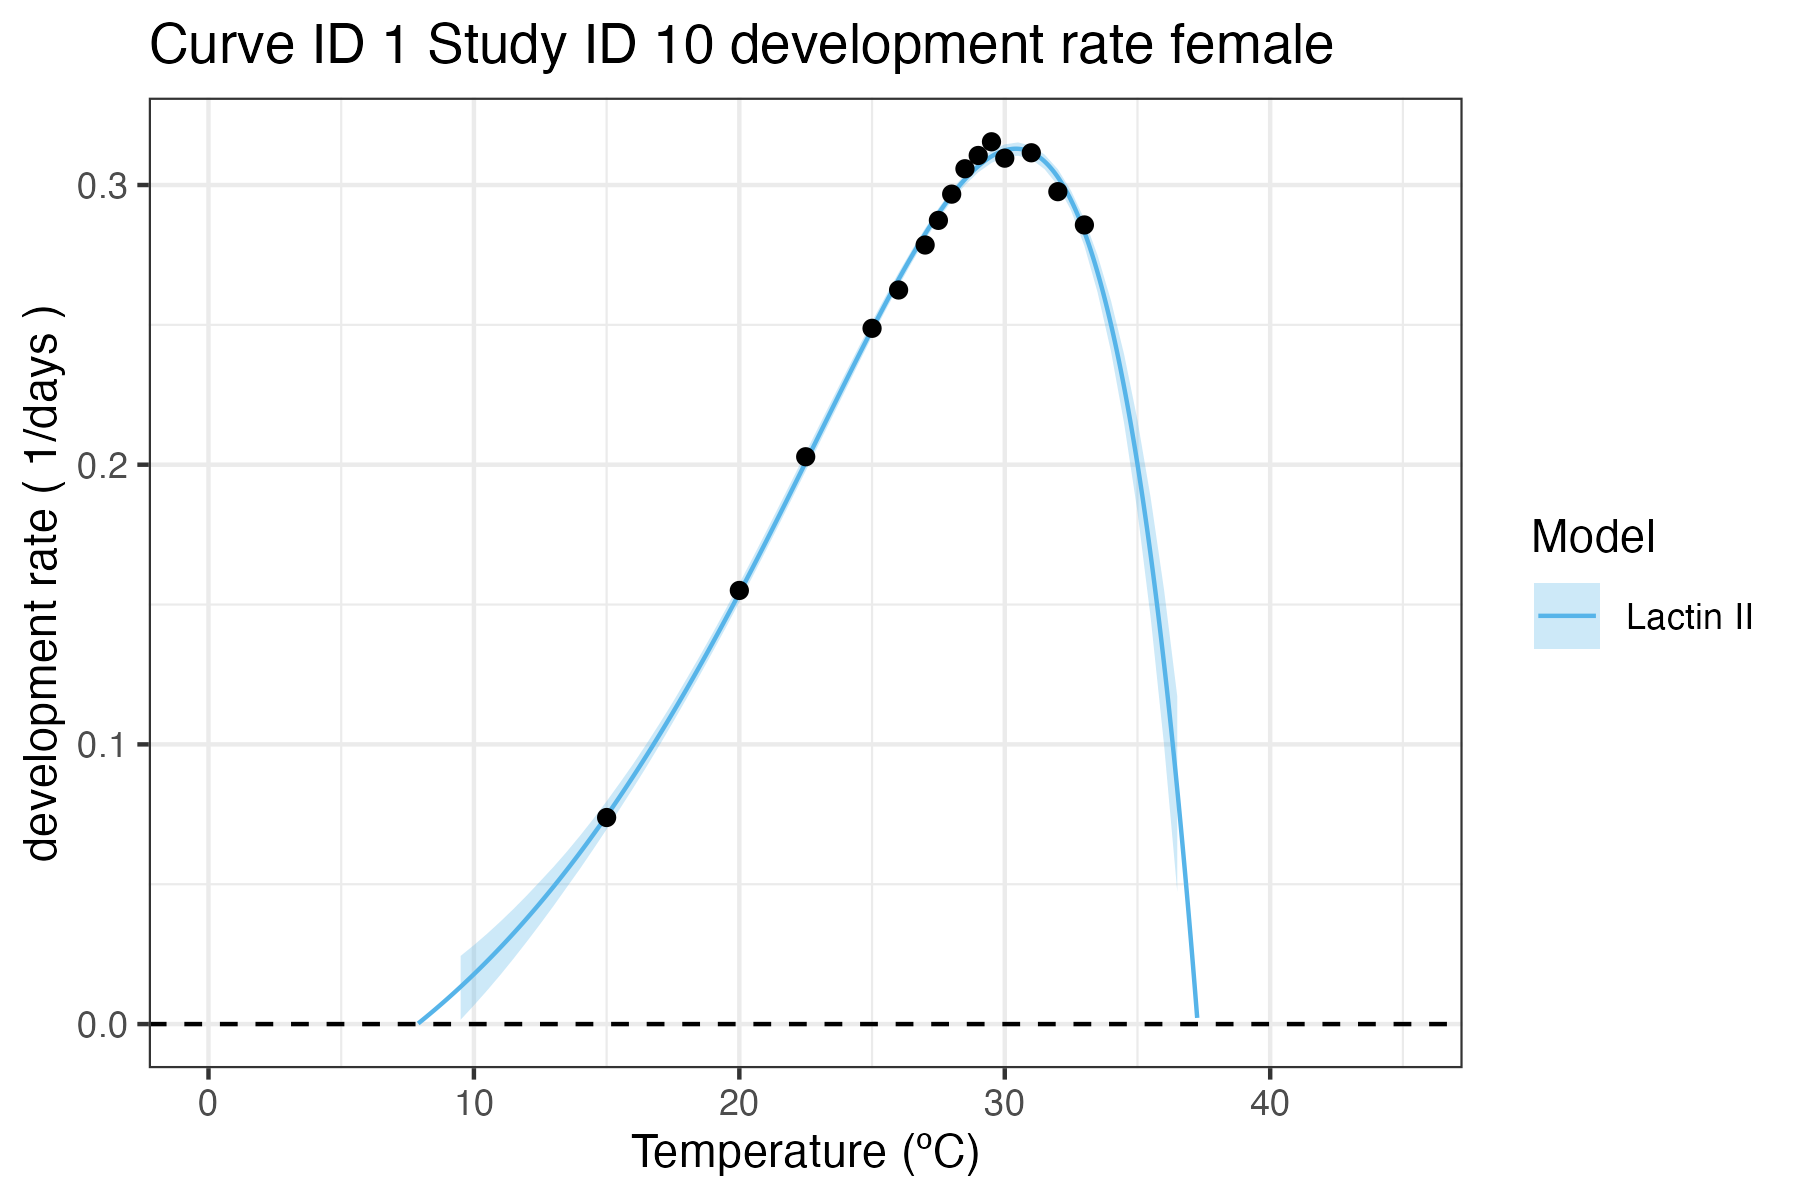 Curve ID 1 Study ID 10 development rate female
development rate ( 1/days )
0.3
0.2
0.1
0.0
0
10
20
30
40
Temperature (ºC)
Model
Lactin II